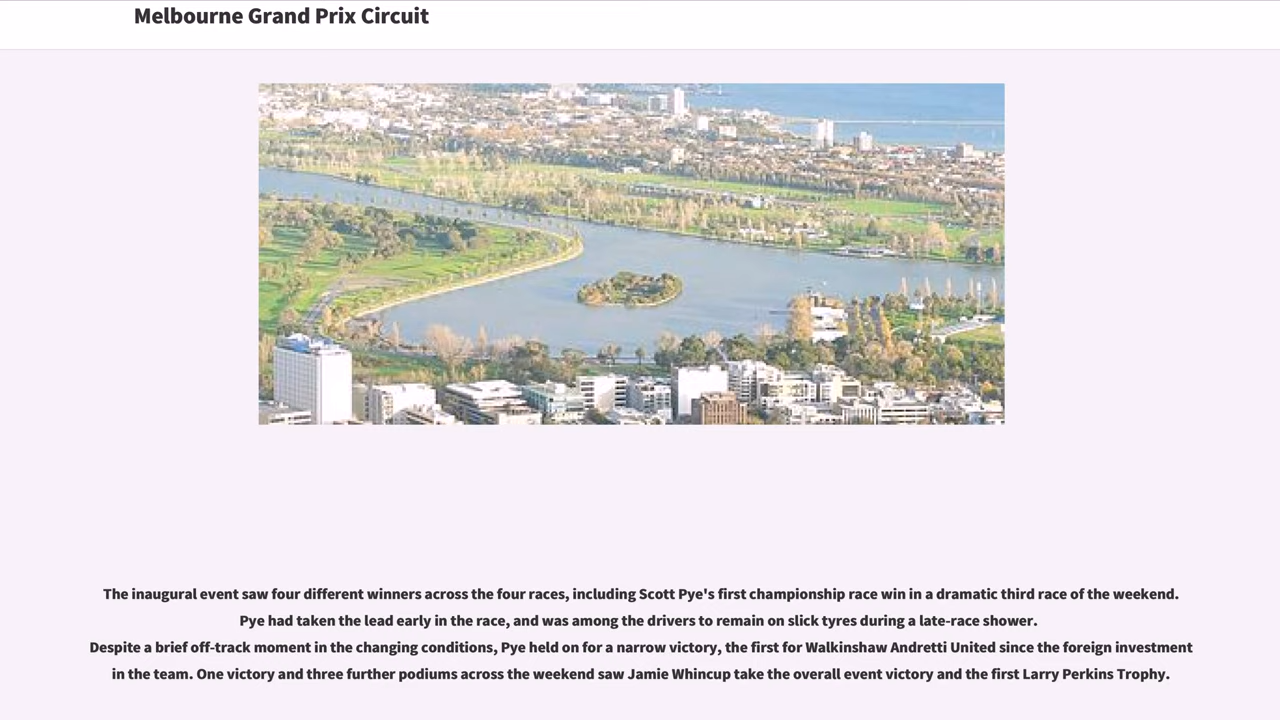 Melbourne Grand Prix Circuit
The inaugural event saw four different winners across the four races, including Scott Pye's first championship race win in a dramatic third race of the weekend.
Pye had taken the lead early in the race, and was among the drivers to remain on slick tyres during a late-race shower.
Despite a brief off-track moment in the changing conditions, Pye held on for a narrow victory, the first for Walkinshaw Andretti United since the foreign investment
in the team. One victory and three further podiums across the weekend saw Jamie Whincup take the overall event victory and the first Larry Perkins Trophy.